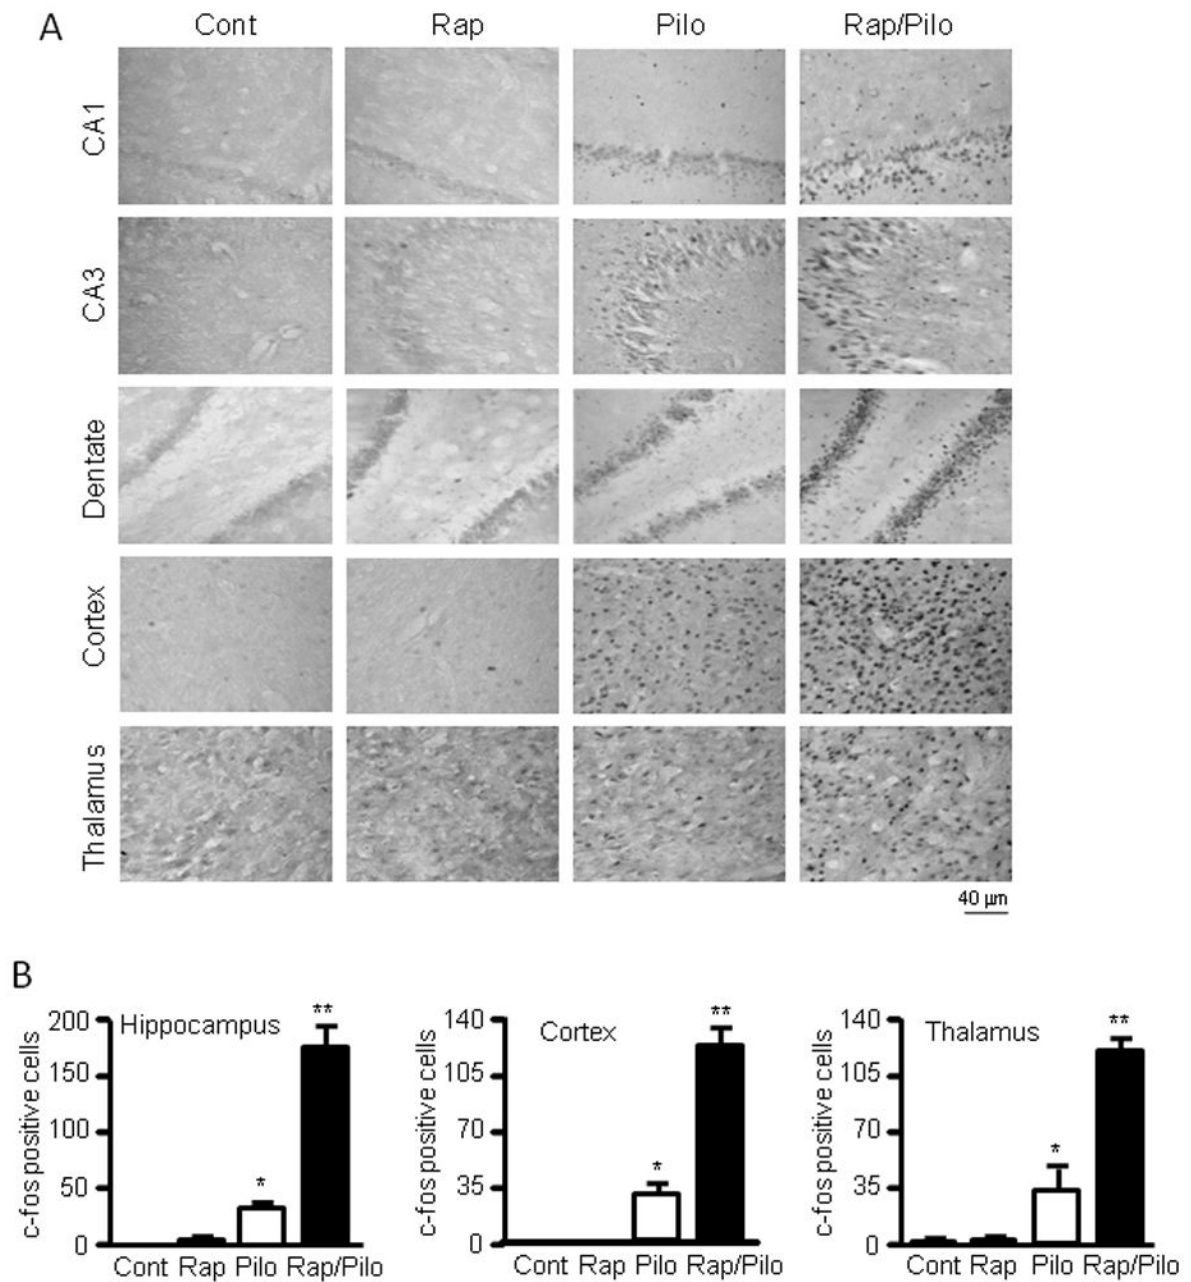 A
Cont Rap Pilo Rap/Pilo
CA1
CA3
Dentate
Cortex
Thalamus
40 µm
B
c-fos positive cells
200
150
100
50
0
Hippocampus
*
**
Cont Rap Pilo Rap/Pilo
c-fos positive cells
140
105
70
35
0
Cortex
*
**
Cont Rap Pilo Rap/Pilo
c-fos positive cells
140
105
70
35
0
Thalamus
*
**
Cont Rap Pilo Rap/Pilo